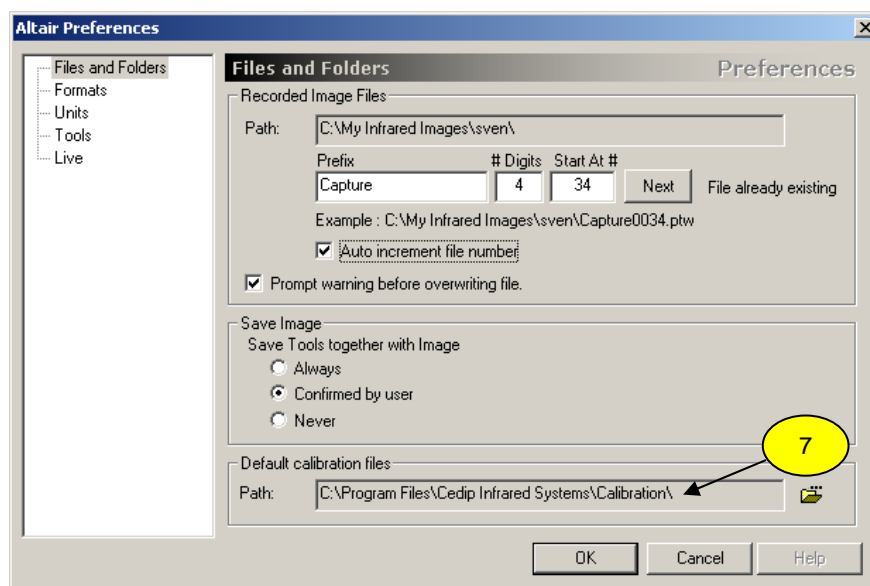 Altair Preferences
Files and Folders
Formats
Units
Tools
Live
Files and Folders Preferences
Recorded Image Files
Path: C:\My Infrared Images\sven\
Prefix # Digits Start At #
Capture 4 34 Next File already existing
Example : C:\My Infrared Images\sven\Capture0034.ptw
Auto increment file number
Prompt warning before overwriting file.
Save Image
Save Tools together with Image
Always
Confirmed by user
Never
7
Default calibration files
Path: C:\Program Files\Cedip Infrared Systems\Calibration\
OK Cancel Help